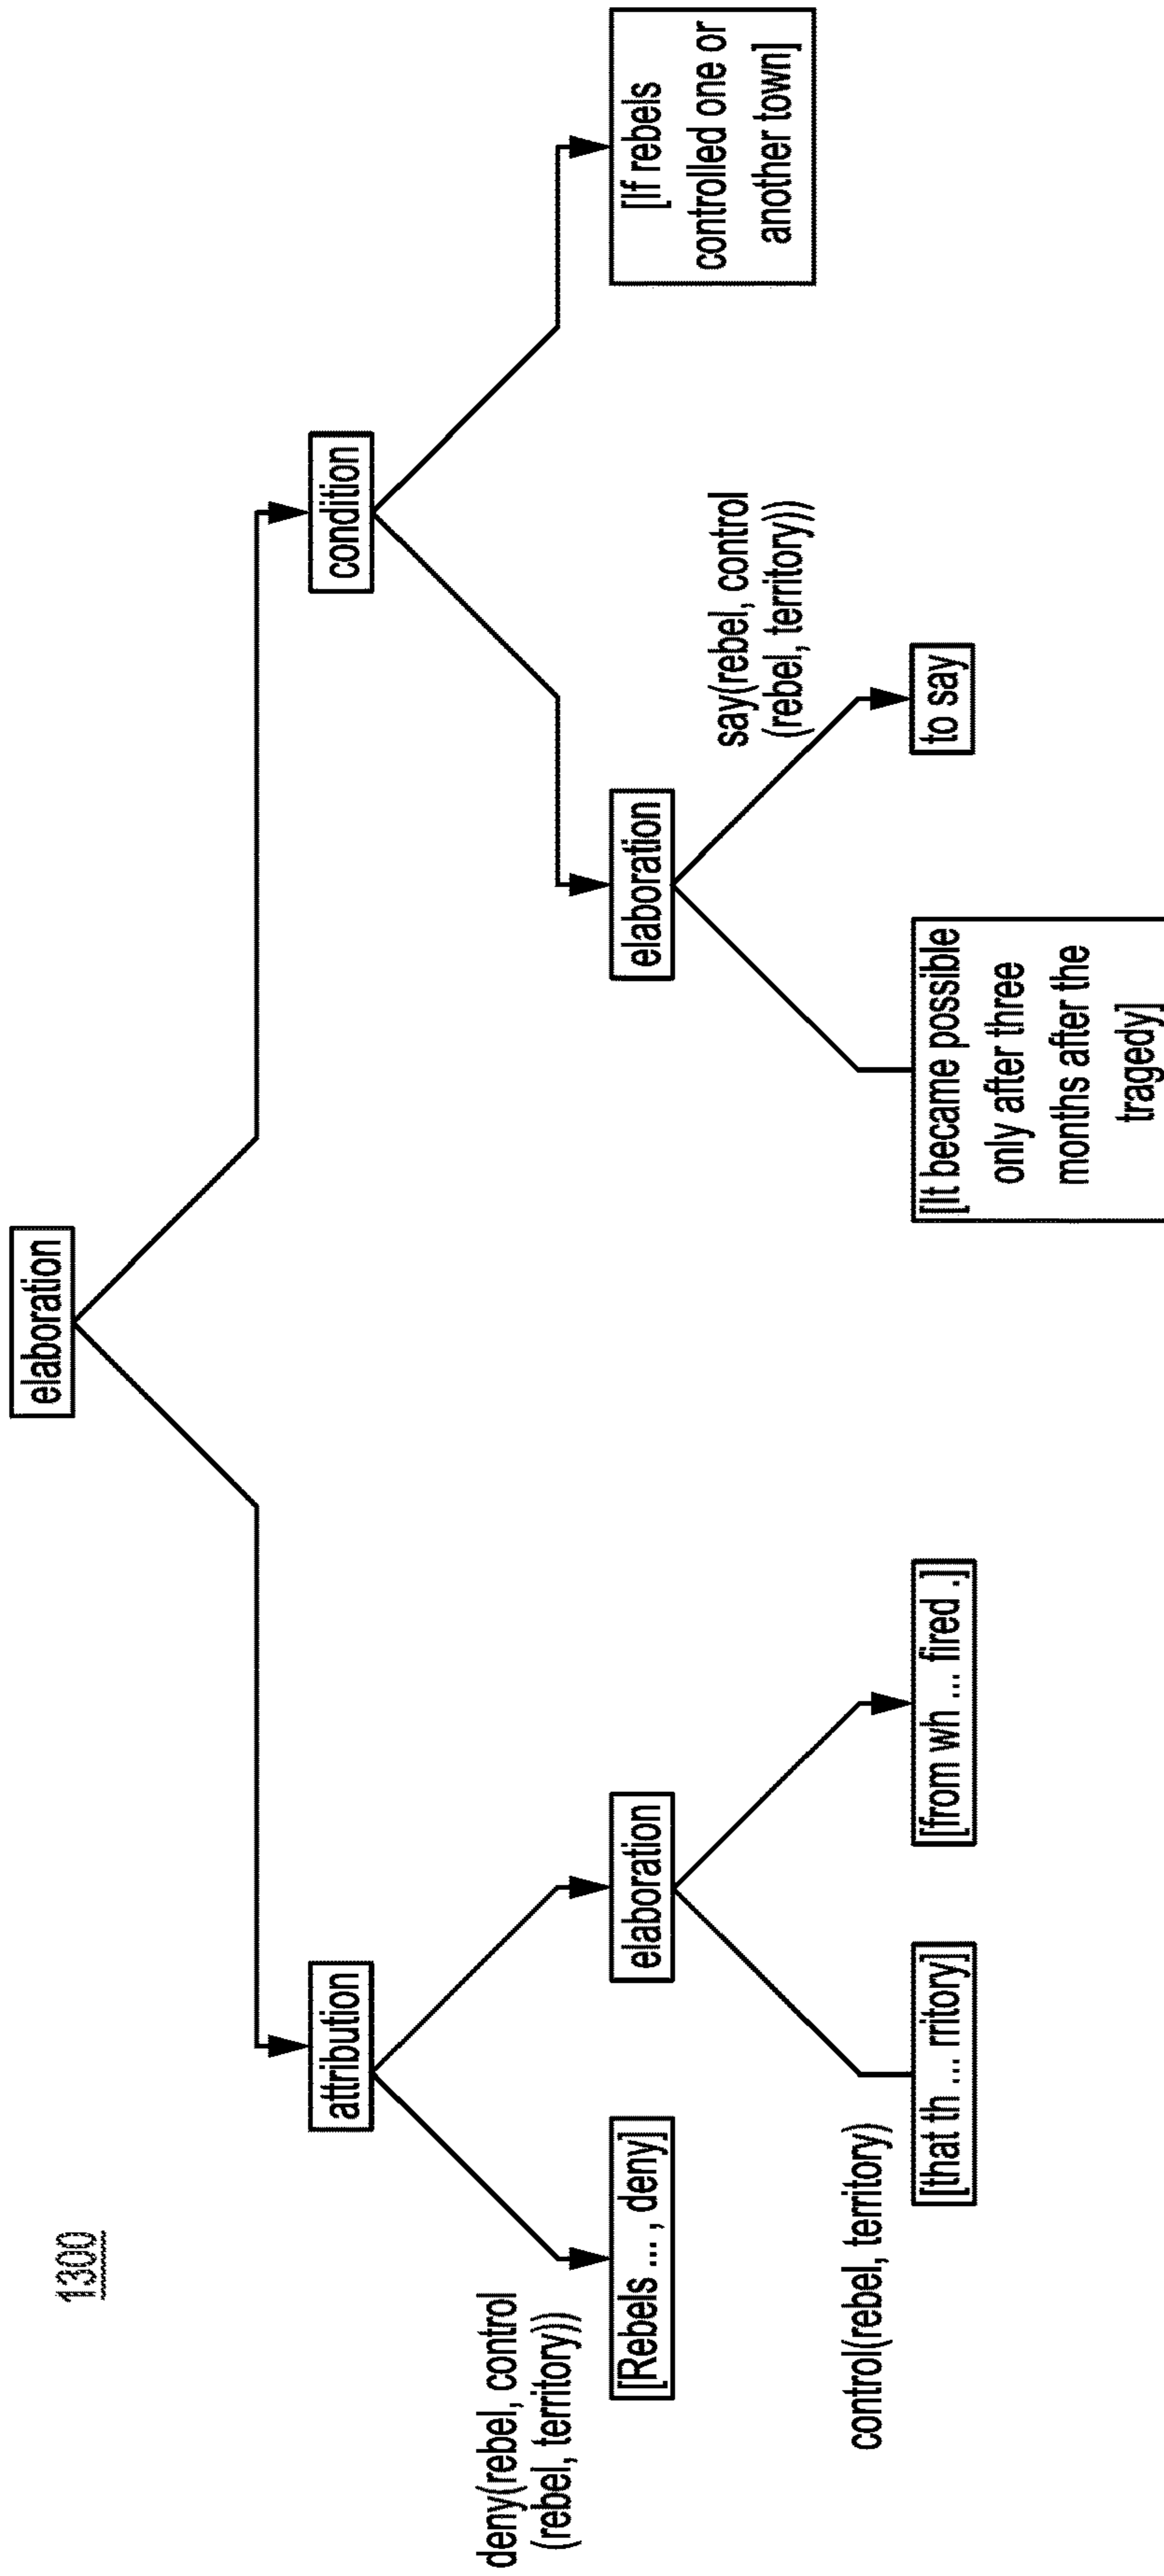 1300
elaboration
attribution
condition
deny(rebel, control
(rebel, territory))
[Rebels ... , deny]
elaboration
elaboration
[If rebels
controlled one or
another town]
control(rebel, territory)
say(rebel, control
(rebel, territory))
[that th ... rritory]
[from wh ... fired .]
[It became possible
only after three
months after the
tragedy]
to say